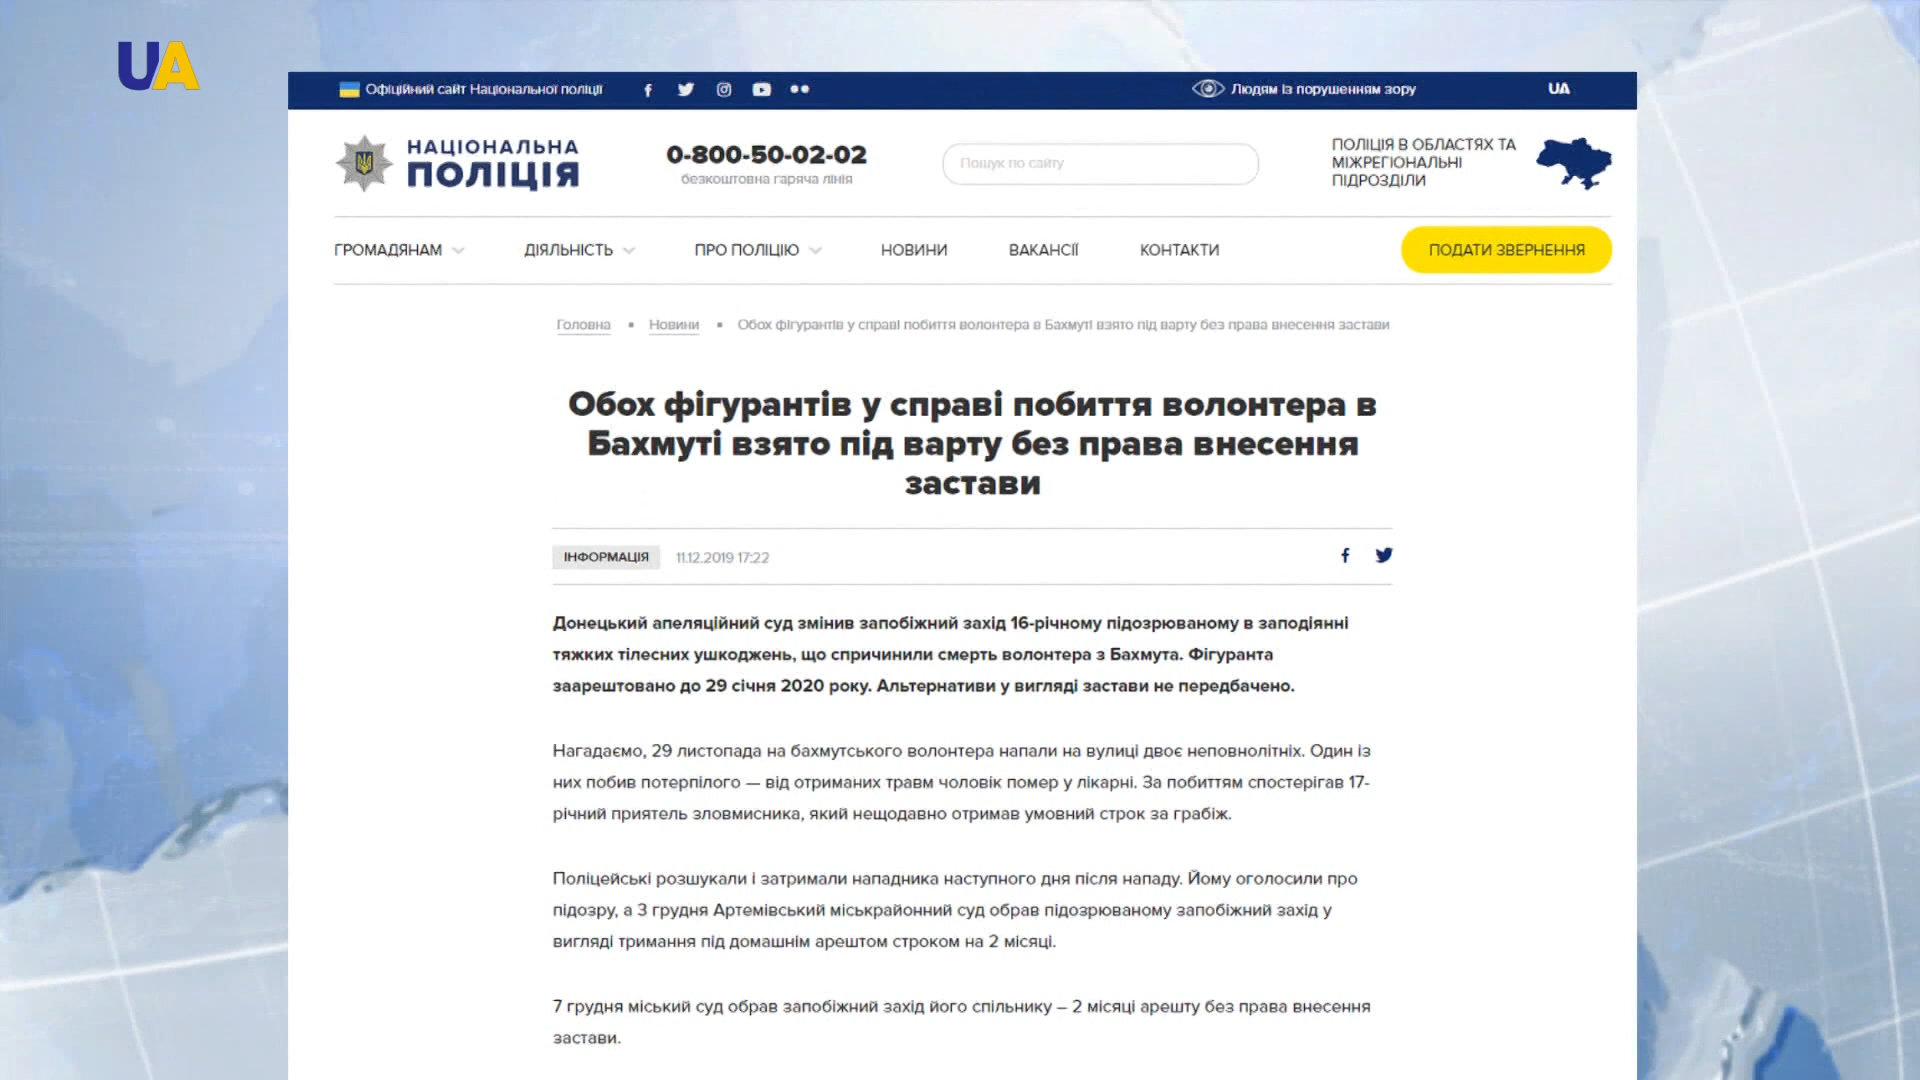 UA
Офіційний сайт Національної поліції
Людям із порушенням зору
UA
НАЦІОНАЛЬНА
ПОЛІЦІЯ
0-800-50-02-02
безкоштовна гаряча лінія
Пошук по сайту
ПОЛІЦІЯ В ОБЛАСТЯХ ТА
МІЖРЕГІОНАЛЬНІ
ПІДРОЗДІЛИ
ГРОМАДЯНАМ
ДІЯЛЬНІСТЬ
ПРО ПОЛІЦІЮ
НОВИНИ
ВАКАНСІЇ
КОНТАКТИ
ПОДАТИ ЗВЕРНЕННЯ
Головна ▪ Новини ▪ Обох фігурантів у справі побиття волонтера в Бахмуті взято під варту без права внесення застави
Обох фігурантів у справі побиття волонтера в
Бахмуті взято під варту без права внесення
застави
ІНФОРМАЦІЯ 11.12.2019 17:22
Донецький апеляційний суд змінив запобіжний захід 16-річному підозрюваному в заподіянні
тяжких тілесних ушкоджень, що спричинили смерть волонтера з Бахмута. Фігуранта
заарештовано до 29 січня 2020 року. Альтернативи у вигляді застави не передбачено.
Нагадаємо, 29 листопада на бахмутського волонтера напали на вулиці двоє неповнолітніх. Один із
них побив потерпілого — від отриманих травм чоловік помер у лікарні. За побиттям спостерігав 17-
річний приятель зловмисника, який нещодавно отримав умовний строк за грабіж.
Поліцейські розшукали і затримали нападника наступного дня після нападу. Йому оголосили про
підозру, а 3 грудня Артемівський міськрайонний суд обрав підозрюваному запобіжний захід у
вигляді тримання під домашнім арештом строком на 2 місяці.
7 грудня міський суд обрав запобіжний захід його спільнику – 2 місяці арешту без права внесення
застави.